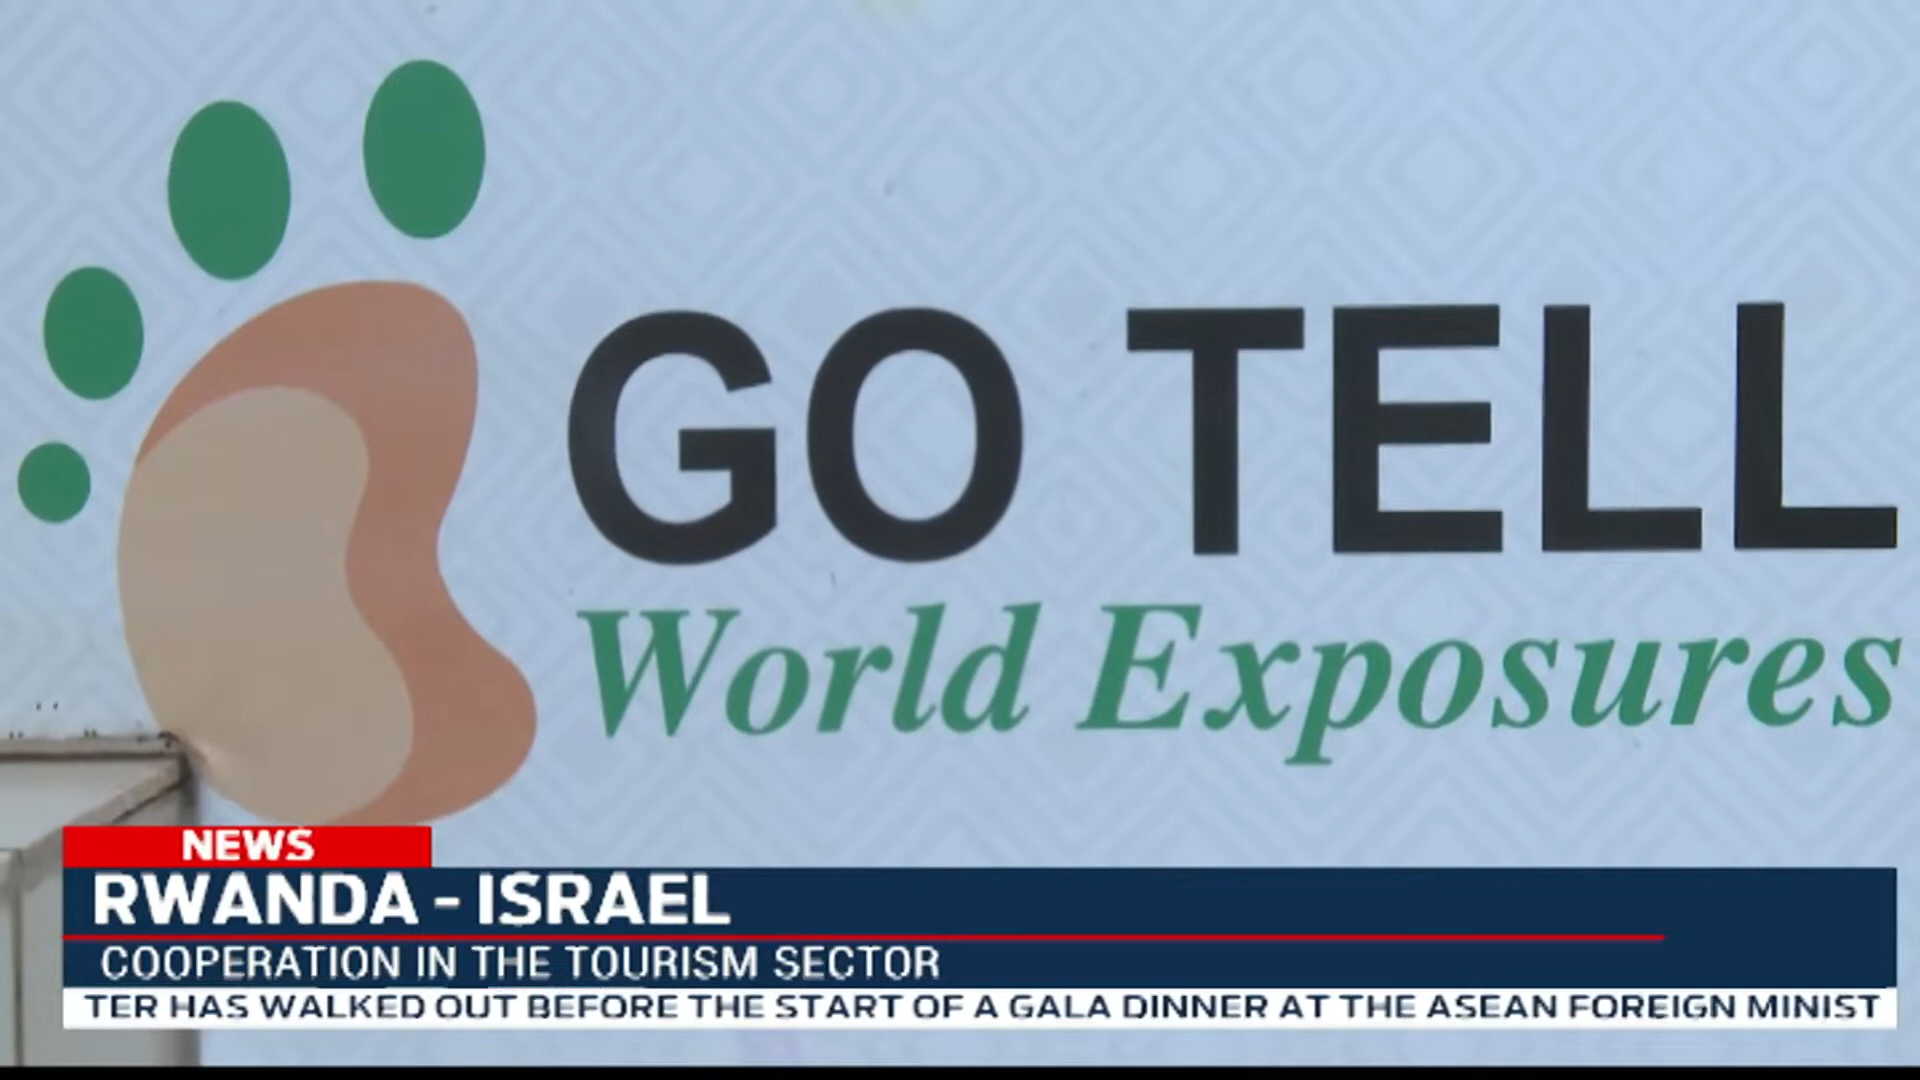 GO TELL
World Exposures
NEWS
RWANDA - ISRAEL
COOPERATION IN THE TOURISM SECTOR
TER HAS WALKED OUT BEFORE THE START OF A GALA DINNER AT THE ASEAN FOREIGN MINIST